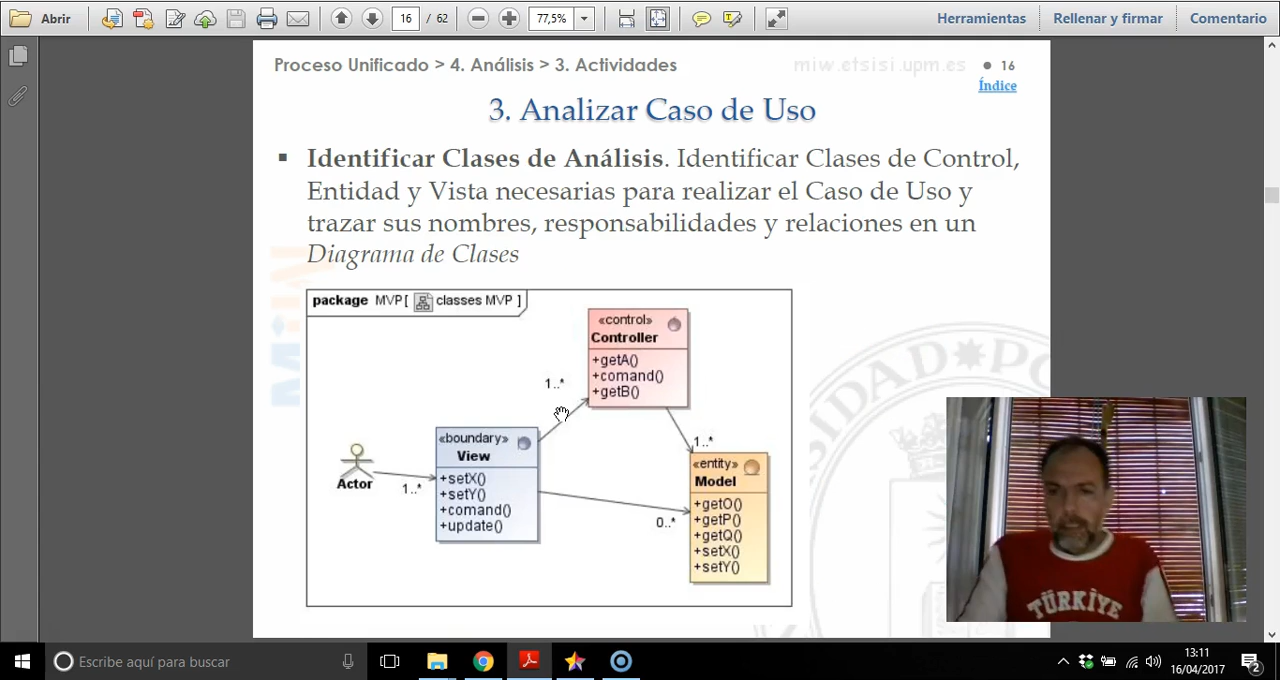 Abrir
16 / 62
77,5%
Herramientas
Rellenar y firmar
Comentario
Proceso Unificado > 4. Análisis > 3. Actividades
miw.etsisi.upm.es
16
Índice
3. Analizar Caso de Uso
Identificar Clases de Análisis. Identificar Clases de Control,
Entidad y Vista necesarias para realizar el Caso de Uso y
trazar sus nombres, responsabilidades y relaciones en un
Diagrama de Clases
package MVP[ classes MVP ]
«control»
Controller
+getA()
+comand()
+getB()
1..*
«boundary»
View
+setX()
+setY()
+comand()
+update()
Actor
1..*
1..*
«entity»
Model
+getO()
+getP()
+getQ()
+setX()
+setY()
0..*
TÜRKİYE
Escribe aquí para buscar
13:11
16/04/2017
2